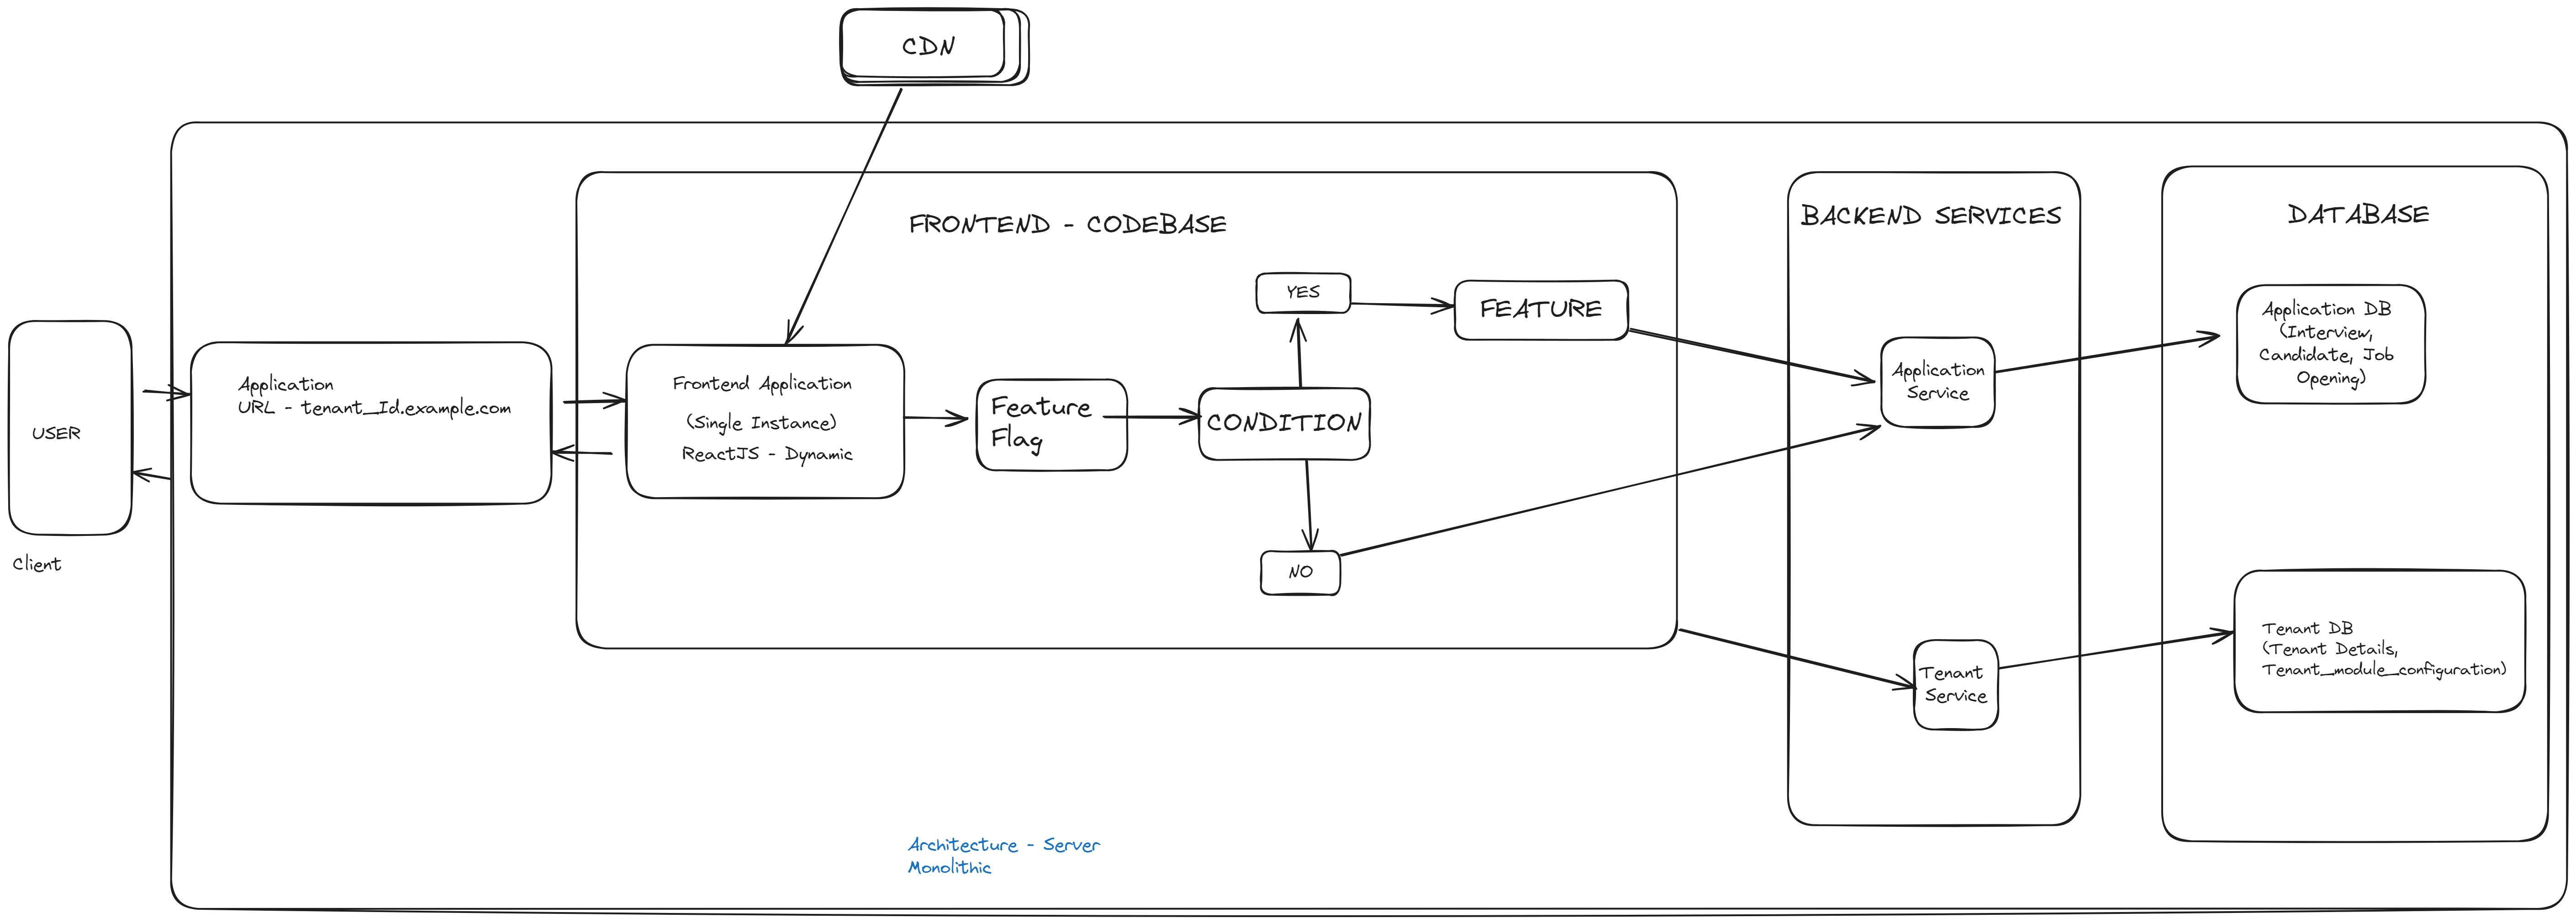 CDN
FRONTEND - CODEBASE
BACKEND SERVICES
DATABASE
USER
Client
Application
URL - tenant_Id.example.com
Frontend Application
(Single Instance)
ReactJS - Dynamic
Feature
Flag
CONDITION
YES
FEATURE
NO
Application
Service
Tenant
Service
Application DB
(Interview,
Candidate, Job
Opening)
Tenant DB
(Tenant Details,
Tenant_module_configuration)
Architecture - Server
Monolithic